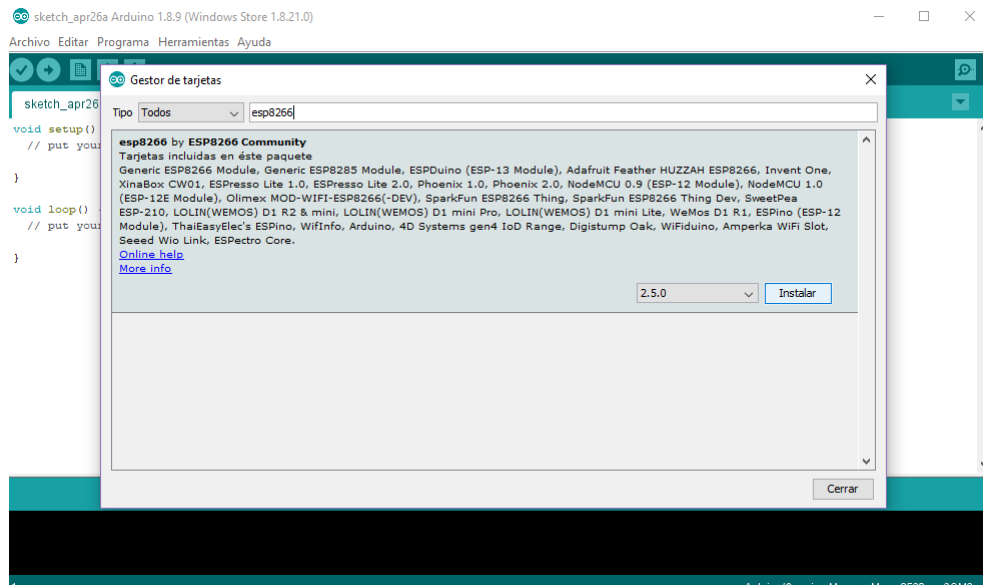 sketch_apr26a Arduino 1.8.9 (Windows Store 1.8.21.0)
Archivo Editar Programa Herramientas Ayuda
Gestor de tarjetas
sketch_apr26
Tipo Todos esp8266
void setup()
// put your
}
void loop()
// put your
}
esp8266 by ESP8266 Community
Tarjetas incluidas en éste paquete
Generic ESP8266 Module, Generic ESP8285 Module, ESPDuino (ESP-13 Module), Adafruit Feather HUZZAH ESP8266, Invent One,
XinaBox CW01, ESPresso Lite 1.0, ESPresso Lite 2.0, Phoenix 1.0, Phoenix 2.0, NodeMCU 0.9 (ESP-12 Module), NodeMCU 1.0
(ESP-12E Module), Olimex MOD-WIFI-ESP8266(-DEV), SparkFun ESP8266 Thing, SparkFun ESP8266 Thing Dev, SweetPea
ESP-210, LOLIN(WEMOS) D1 R2 & mini, LOLIN(WEMOS) D1 mini Pro, LOLIN(WEMOS) D1 mini Lite, WeMos D1 R1, ESPino (ESP-12
Module), ThaiEasyElec's ESPino, WifInfo, Arduino, 4D Systems gen4 IoD Range, Digistump Oak, WiFiduino, Amperka WiFi Slot,
Seeed Wio Link, ESPectro Core.
Online help
More info
2.5.0 Instalar
Cerrar